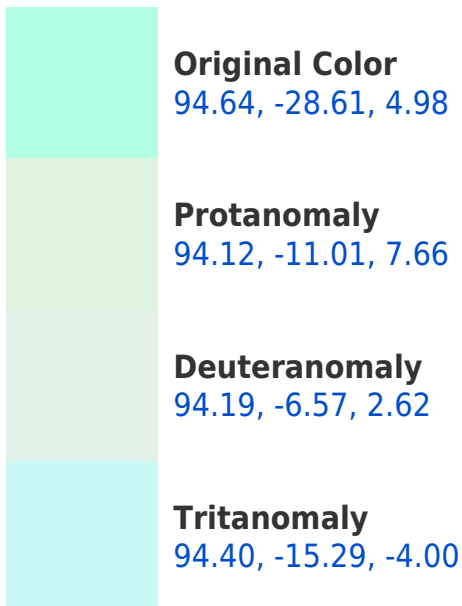 Original Color
94.64, -28.61, 4.98
Protanomaly
94.12, -11.01, 7.66
Deuteranomaly
94.19, -6.57, 2.62
Tritanomaly
94.40, -15.29, -4.00